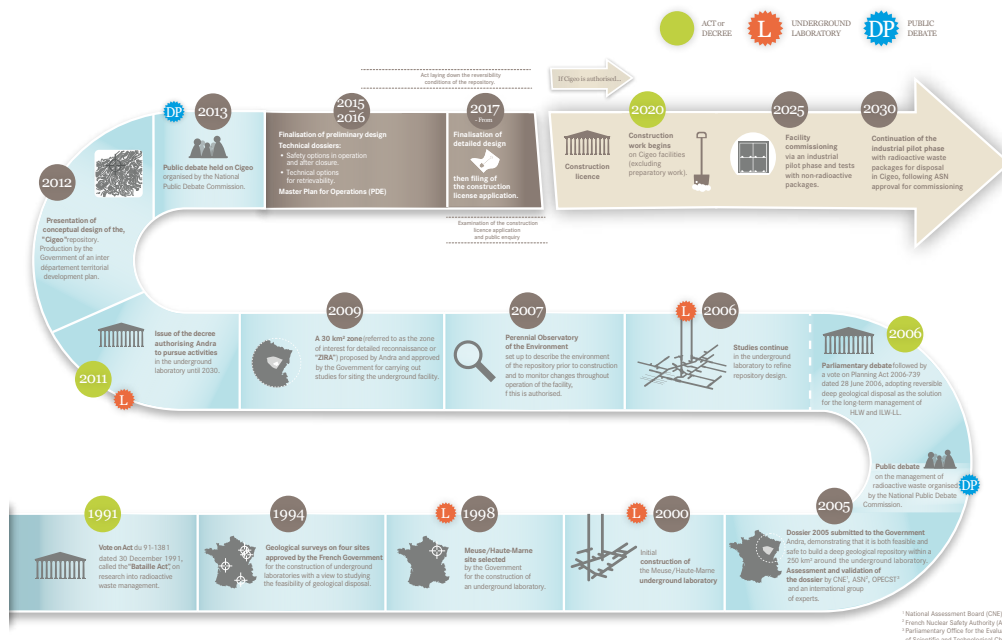 ACT or
DECREE
L
UNDERGROUND
LABORATORY
DP
PUBLIC
DEBATE
Act laying down the reversibility
conditions of the repository.
If Cigeo is authorised...
DP
2013
Public debate held on Cigeo
organised by the National
Public Debate Commission.
2015
2016
Finalisation of preliminary design
Technical dossiers:
• Safety options in operation
and after closure.
• Technical options
for retrievability.
Master Plan for Operations (PDE)
2017
- From
Finalisation of
detailed design
then filing of
the construction
license application.
Examination of the construction
licence application
and public enquiry
Construction
licence
2020
Construction
work begins
on Cigeo facilities
(excluding
preparatory work).
2025
Facility
commissioning
via an industrial
pilot phase and tests
with non-radioactive
packages.
2030
Continuation of the
industrial pilot phase
with radioactive waste
packages for disposal
in Cigeo, following ASN
approval for commissioning
2012
Presentation of
conceptual design of the,
"Cigeo"repository.
Production by the
Government of an inter
département territorial
development plan.
2011
L
Issue of the decree
authorising Andra
to pursue activities
in the underground
laboratory until 2030.
2009
A 30 km² zone (referred to as the zone
of interest for detailed reconnaissance or
"ZIRA") proposed by Andra and approved
by the Government for carrying out
studies for siting the underground facility.
2007
Perennial Observatory
of the Environment
set up to describe the environment
of the repository prior to construction
and to monitor changes throughout
operation of the facility,
f this is authorised.
L
2006
Studies continue
in the underground
laboratory to refine
repository design.
2006
Parliamentary debate followed by
a vote on Planning Act 2006-739
dated 28 June 2006, adopting reversible
deep geological disposal as the solution
for the long-term management of
HLW and ILW-LL.
Public debate
on the management of
radioactive waste organised
by the National Public Debate
Commission.
DP
1991
Vote on Act du 91-1381
dated 30 December 1991,
called the "Bataille Act", on
research into radioactive
waste management.
1994
Geological surveys on four sites
approved by the French Government
for the construction of underground
laboratories with a view to studying
the feasibility of geological disposal.
L
1998
Meuse/Haute-Marne
site selected
by the Government
for the construction of
an underground laboratory.
L
2000
Initial
construction of
the Meuse/Haute-Marne
underground laboratory
2005
Dossier 2005 submitted to the Government
Andra, demonstrating that it is both feasible and
safe to build a deep geological repository within a
250 km² around the underground laboratory.
Assessment and validation of
the dossier by CNE¹, ASN², OPECST³
and an international group
of experts.
¹ National Assessment Board (CNE)
² French Nuclear Safety Authority (A
³ Parliamentary Office for the Evalua
of Scientific and Technological Ch